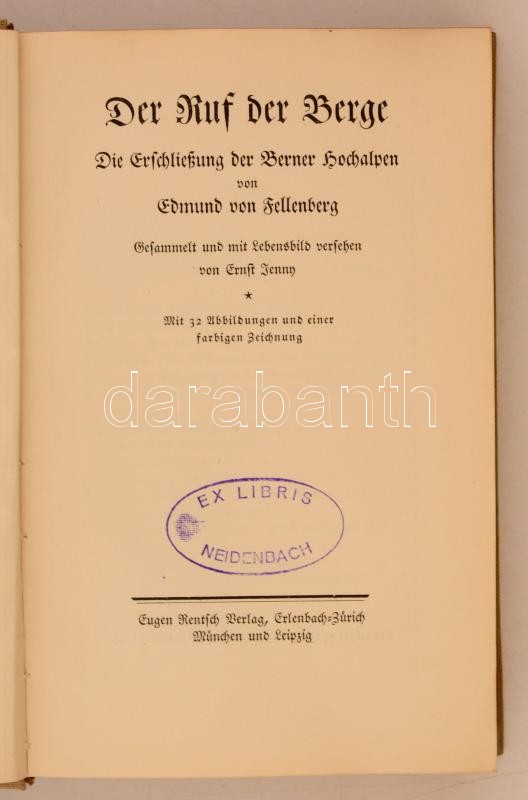 Der Ruf der Berge
Die Erschließung der Berner Hochalpen
von
Edmund von Fellenberg
Gesammelt und mit Lebensbild versehen
von Ernst Jenny
*
Mit 32 Abbildungen und einer
farbigen Zeichnung
darabanth
EX LIBRIS
NEIDENBACH
Eugen Rentsch Verlag, Erlenbach-Zürich
München und Leipzig